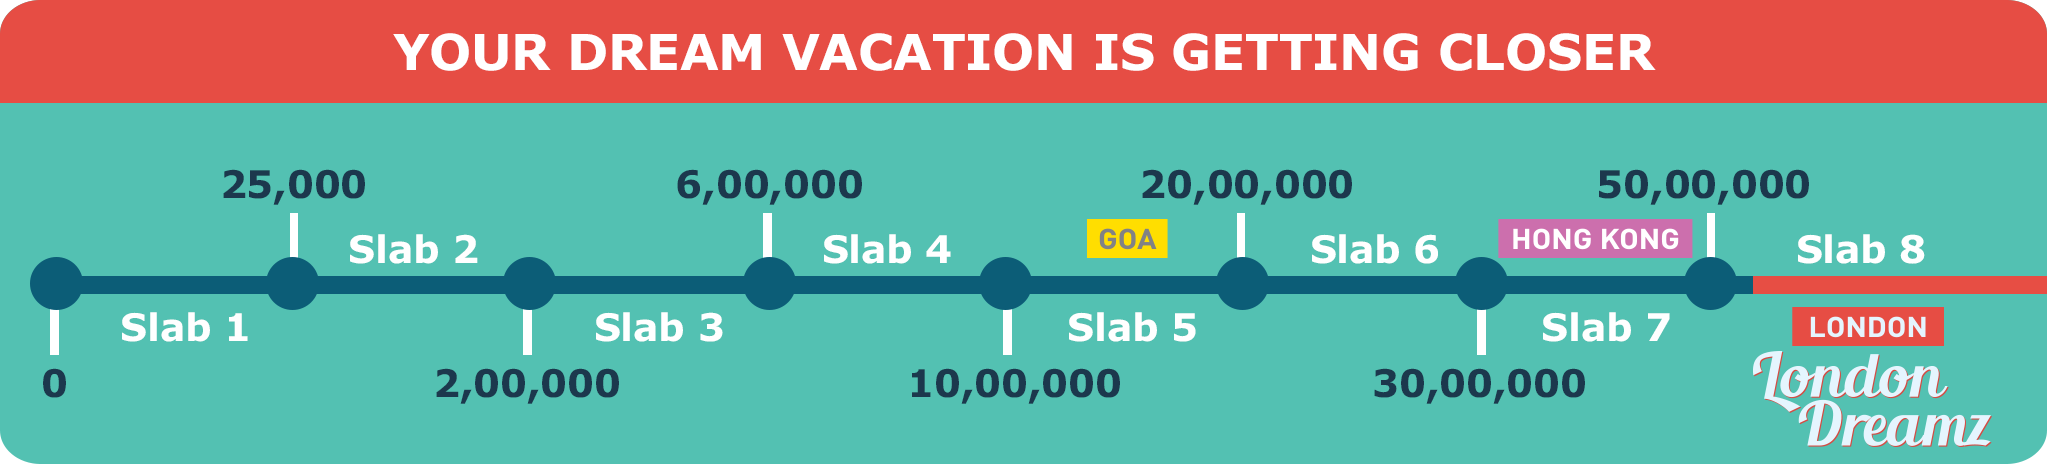 YOUR DREAM VACATION IS GETTING CLOSER
25,000
6,00,000
20,00,000
50,00,000
GOA
HONG KONG
Slab 2
Slab 4
Slab 6
Slab 8
Slab 1
Slab 3
Slab 5
Slab 7
LONDON
0
2,00,000
10,00,000
30,00,000
London
Dreamz